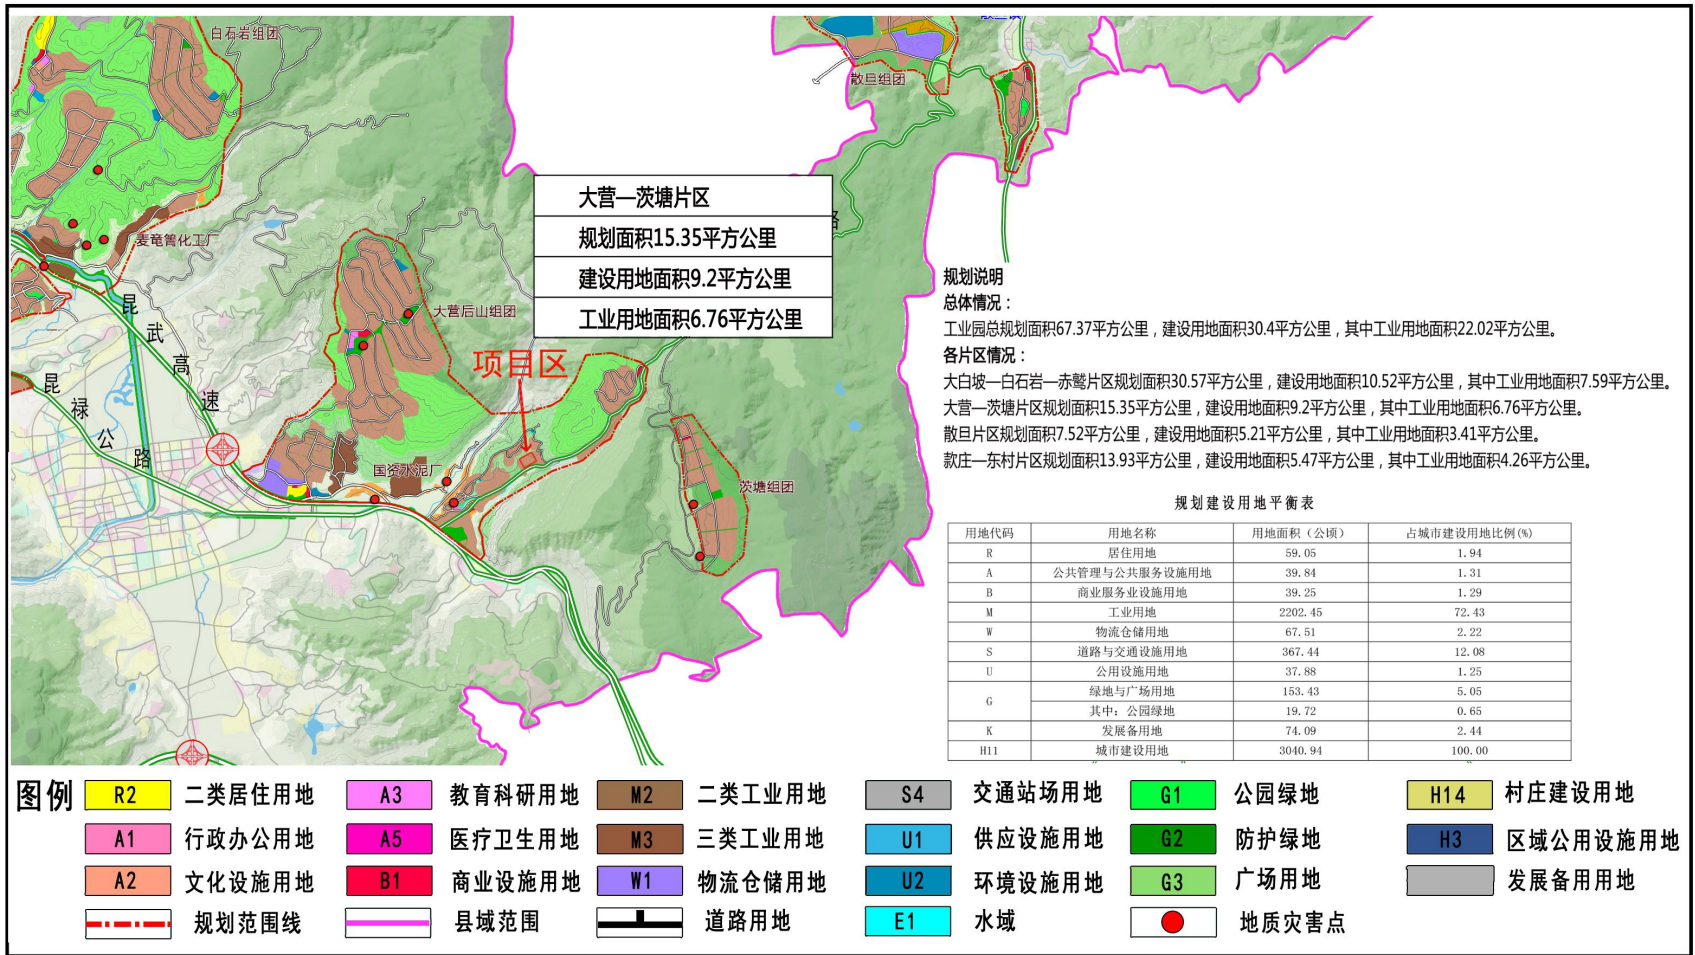 白石岩组团
散旦组团
麦竜箐化工厂
大营—茨塘片区
规划面积15.35平方公里
建设用地面积9.2平方公里
工业用地面积6.76平方公里
路
大营后山组团
项目区
昆武高速
昆禄公路
国资水泥厂
茨塘组团
规划说明
总体情况：
工业园总规划面积67.37平方公里，建设用地面积30.4平方公里，其中工业用地面积22.02平方公里。
各片区情况：
大白坡—白石岩—赤鹫片区规划面积30.57平方公里，建设用地面积10.52平方公里，其中工业用地面积7.59平方公里。
大营—茨塘片区规划面积15.35平方公里，建设用地面积9.2平方公里，其中工业用地面积6.76平方公里。
散旦片区规划面积7.52平方公里，建设用地面积5.21平方公里，其中工业用地面积3.41平方公里。
款庄—东村片区规划面积13.93平方公里，建设用地面积5.47平方公里，其中工业用地面积4.26平方公里。
规划建设用地平衡表
用地代码 用地名称 用地面积（公顷） 占城市建设用地比例(%)
R 居住用地 59.05 1.94
A 公共管理与公共服务设施用地 39.84 1.31
B 商业服务业设施用地 39.25 1.29
M 工业用地 2202.45 72.43
W 物流仓储用地 67.51 2.22
S 道路与交通设施用地 367.44 12.08
U 公用设施用地 37.88 1.25
G 绿地与广场用地 153.43 5.05
其中：公园绿地 19.72 0.65
K 发展备用地 74.09 2.44
H11 城市建设用地 3040.94 100.00
图例
R2 二类居住用地 A3 教育科研用地 M2 二类工业用地 S4 交通站场用地 G1 公园绿地 H14 村庄建设用地
A1 行政办公用地 A5 医疗卫生用地 M3 三类工业用地 U1 供应设施用地 G2 防护绿地 H3 区域公用设施用地
A2 文化设施用地 B1 商业设施用地 W1 物流仓储用地 U2 环境设施用地 G3 广场用地 发展备用用地
规划范围线 县域范围 道路用地 E1 水域 地质灾害点